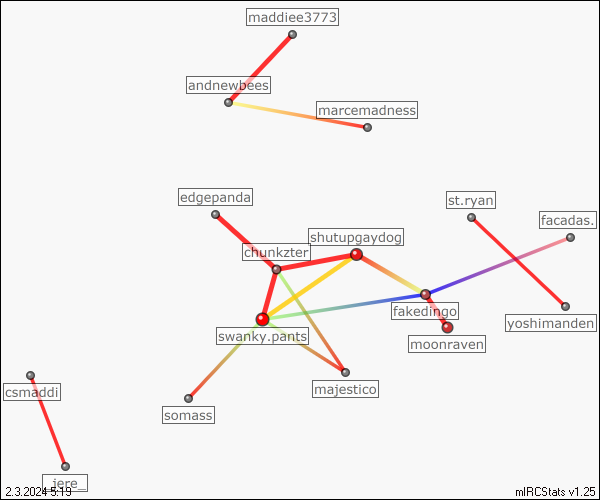 maddiee3773
andnewbees
marcemadness
edgepanda
st.ryan
facadas.
shutupgaydog
chunkzter
fakedingo
yoshimanden
swanky.pants
moonraven
majestico
csmaddi
somass
_jere_
2.3.2024 5:19
mIRCStats v1.25